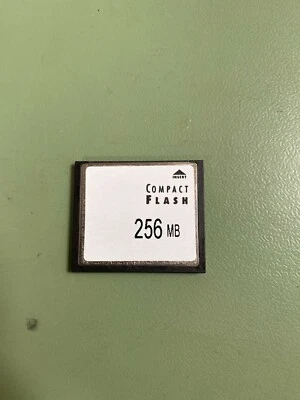 INSERT
COMPACT
FLASH
256 MB